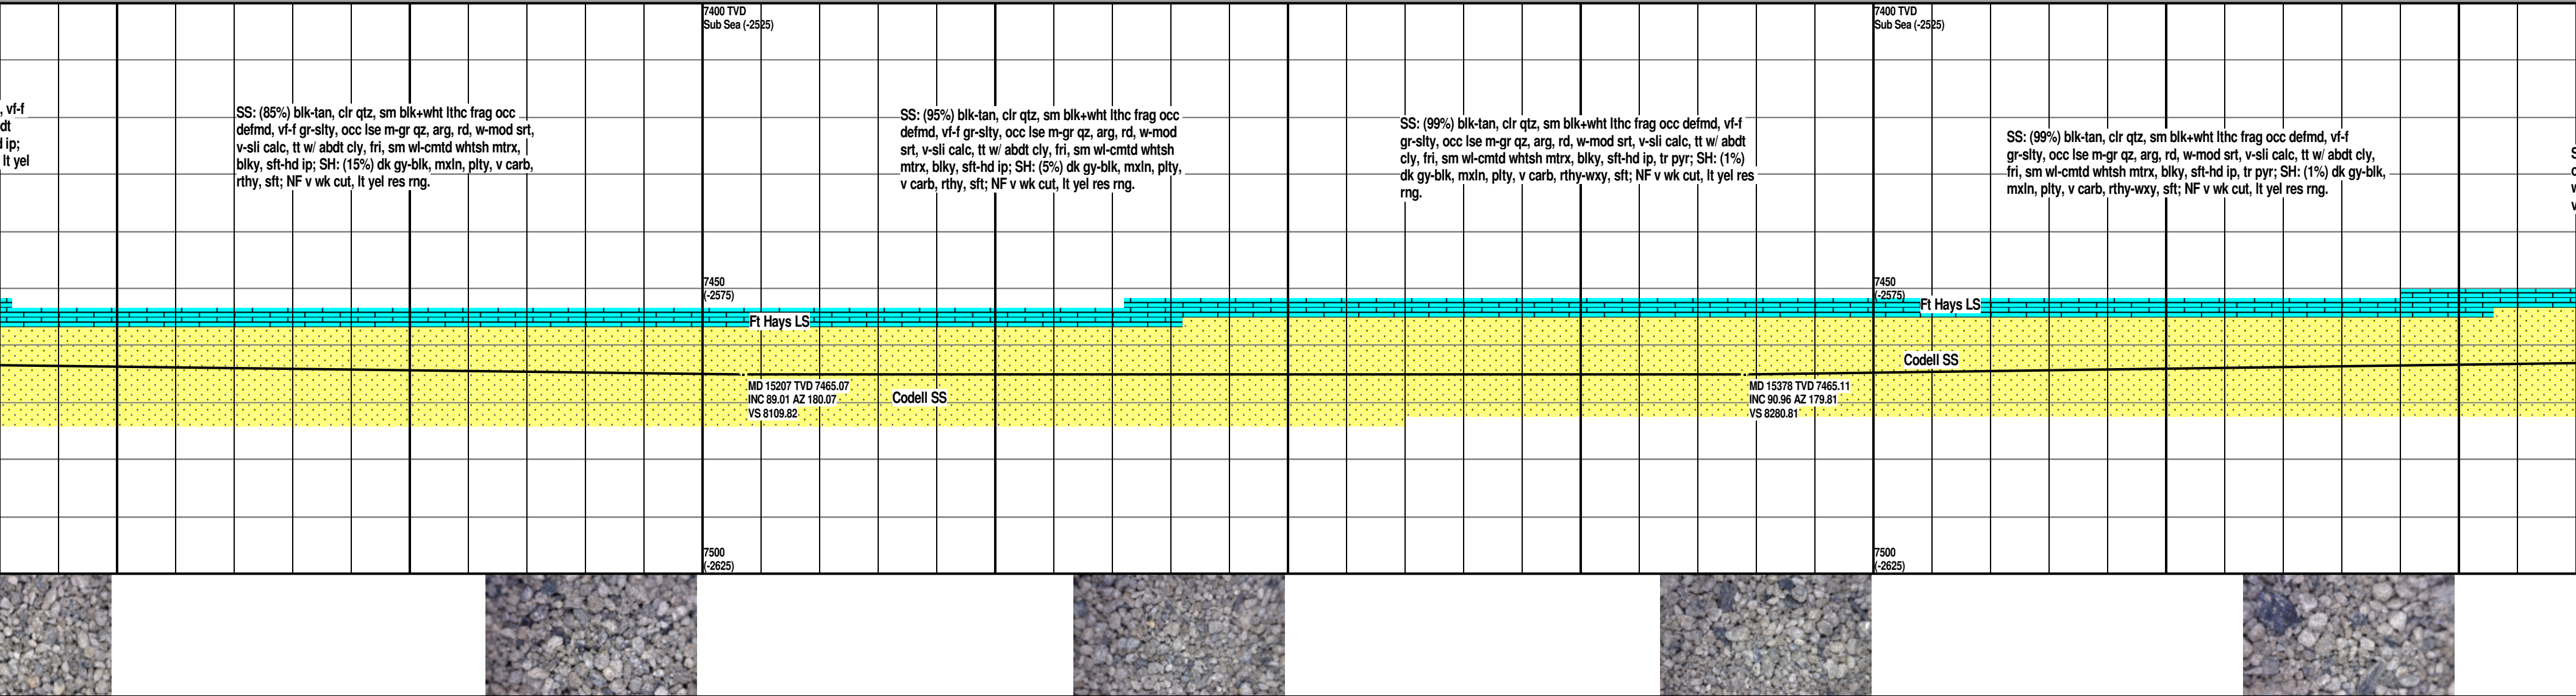 , vf-f
dt
ip;
lt yel
SS: (85%) blk-tan, clr qtz, sm blk+wht lthc frag occ
defmd, vf-f gr-slty, occ lse m-gr qz, arg, rd, w-mod srt,
v-sli calc, tt w/ abdt cly, fri, sm wl-cmtd whtsh mtrx,
blky, sft-hd ip; SH: (15%) dk gy-blk, mxln, plty, v carb,
rthy, sft; NF v wk cut, lt yel res rng.
7400 TVD
Sub Sea (-2525)
SS: (95%) blk-tan, clr qtz, sm blk+wht lthc frag occ
defmd, vf-f gr-slty, occ lse m-gr qz, arg, rd, w-mod
srt, v-sli calc, tt w/ abdt cly, fri, sm wl-cmtd whtsh
mtrx, blky, sft-hd ip; SH: (5%) dk gy-blk, mxln, plty,
v carb, rthy, sft; NF v wk cut, lt yel res rng.
SS: (99%) blk-tan, clr qtz, sm blk+wht lthc frag occ defmd, vf-f
gr-slty, occ lse m-gr qz, arg, rd, w-mod srt, v-sli calc, tt w/ abdt
cly, fri, sm wl-cmtd whtsh mtrx, blky, sft-hd ip, tr pyr; SH: (1%)
dk gy-blk, mxln, plty, v carb, rthy-wxy, sft; NF v wk cut, lt yel res
rng.
7400 TVD
Sub Sea (-2525)
SS: (99%) blk-tan, clr qtz, sm blk+wht lthc frag occ defmd, vf-f
gr-slty, occ lse m-gr qz, arg, rd, w-mod srt, v-sli calc, tt w/ abdt cly,
fri, sm wl-cmtd whtsh mtrx, blky, sft-hd ip, tr pyr; SH: (1%) dk gy-blk,
mxln, plty, v carb, rthy-wxy, sft; NF v wk cut, lt yel res rng.
7450
(-2575)
Ft Hays LS
7450
(-2575)
Ft Hays LS
Codell SS
MD 15207 TVD 7465.07
INC 89.01 AZ 180.07
VS 8109.82
Codell SS
MD 15378 TVD 7465.11
INC 90.96 AZ 179.81
VS 8280.81
7500
(-2625)
7500
(-2625)